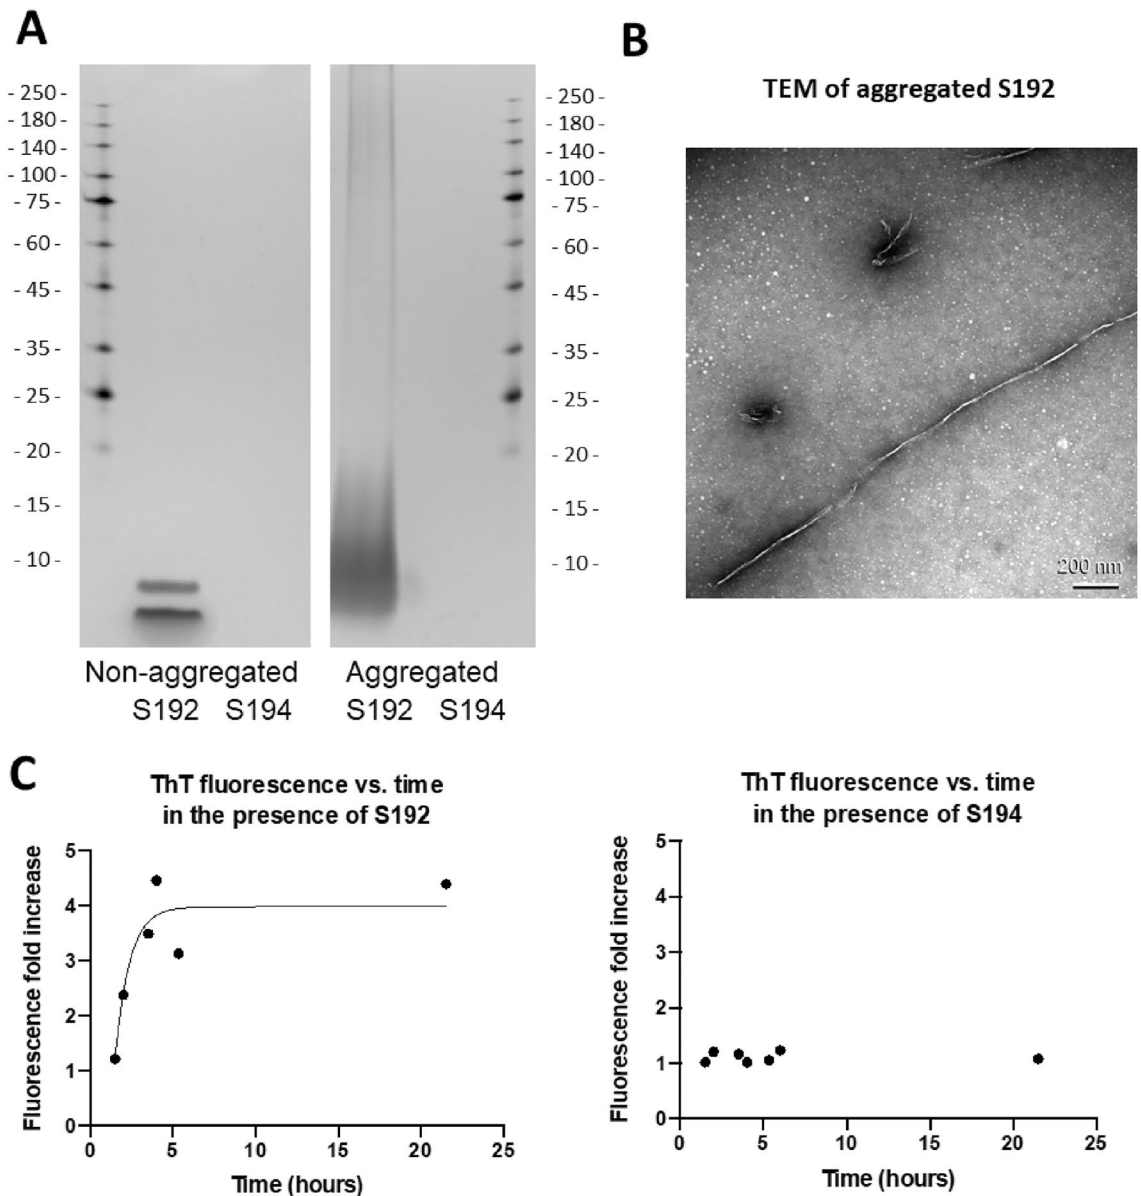 A
B
TEM of aggregated S192
- 250 -
- 180 -
- 140 -
- 100 -
- 75 -
- 60 -
- 45 -
- 35 -
- 25 -
- 20 -
- 15 -
- 10 -
- 250 -
- 180 -
- 140 -
- 100 -
- 75 -
- 60 -
- 45 -
- 35 -
- 25 -
- 20 -
- 15 -
- 10 -
200 nm
Non-aggregated
S192 S194
Aggregated
S192 S194
C
ThT fluorescence vs. time
in the presence of S192
Fluorescence fold increase
5
4
3
2
1
0
0 5 10 15 20 25
Time (hours)
ThT fluorescence vs. time
in the presence of S194
Fluorescence fold increase
5
4
3
2
1
0
0 5 10 15 20 25
Time (hours)